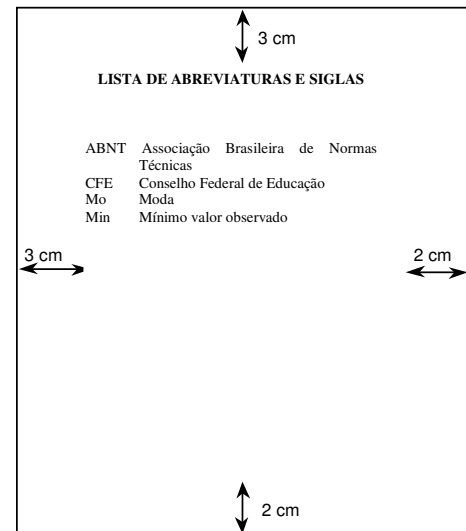 3 cm
LISTA DE ABREVIATURAS E SIGLAS
ABNT Associação Brasileira de Normas
Técnicas
CFE Conselho Federal de Educação
Mo Moda
Min Mínimo valor observado
3 cm
2 cm
2 cm